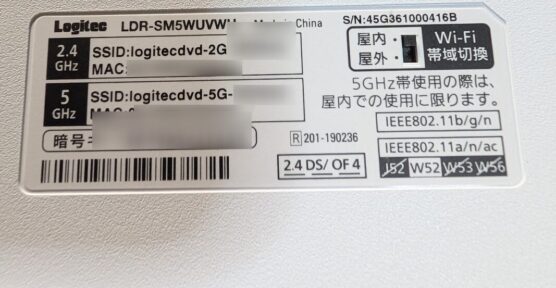 Logitec LDR-SM5WUVW Made in China
S/N:45G361000416B
2.4
GHz
SSID:logitecdvd-2G
MAC:
5
GHz
SSID:logitecdvd-5G-
暗号
屋内・
屋外・
Wi-Fi
帯域切換
5GHz帯使用の際は、
屋内での使用に限ります。
R 201-190236
2.4 DS/OF 4
IEEE802.11b/g/n
IEEE802.11a/n/ac
J52 W52 W53 W56